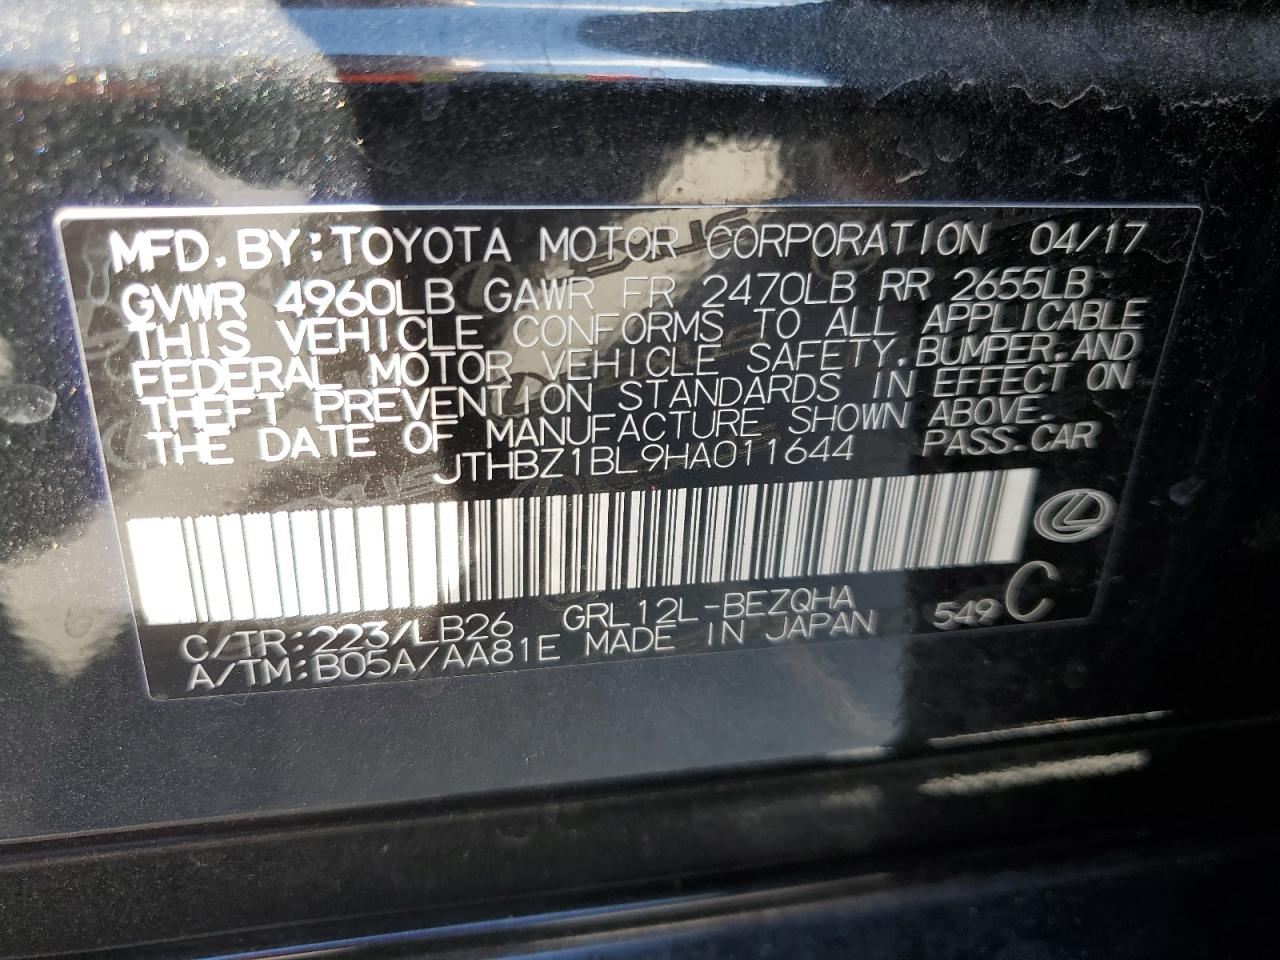 MFD. BY: TOYOTA MOTOR CORPORATION 04/17
GVWR 4960LB GAWR FR 2470LB RR 2655LB
THIS VEHICLE CONFORMS TO ALL APPLICABLE
FEDERAL MOTOR VEHICLE SAFETY, BUMPER, AND
THEFT PREVENTION STANDARDS IN EFFECT ON
THE DATE OF MANUFACTURE SHOWN ABOVE.
JTHBZ1BL9HA011644 PASS. CAR
C/TR: 223/LB26 GRL12L-BEZQHA
A/TM: B05A/AA81E MADE IN JAPAN 549 C